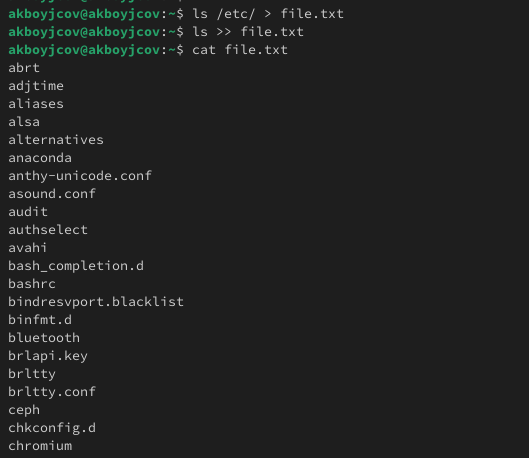 akboyjcov@akboyjcov:~$ ls /etc/ > file.txt
akboyjcov@akboyjcov:~$ ls >> file.txt
akboyjcov@akboyjcov:~$ cat file.txt
abrt
adjtime
aliases
alsa
alternatives
anaconda
anthy-unicode.conf
asound.conf
audit
authselect
avahi
bash_completion.d
bashrc
bindresvport.blacklist
binfmt.d
bluetooth
brlapi.key
brltty
brltty.conf
ceph
chkconfig.d
chromium